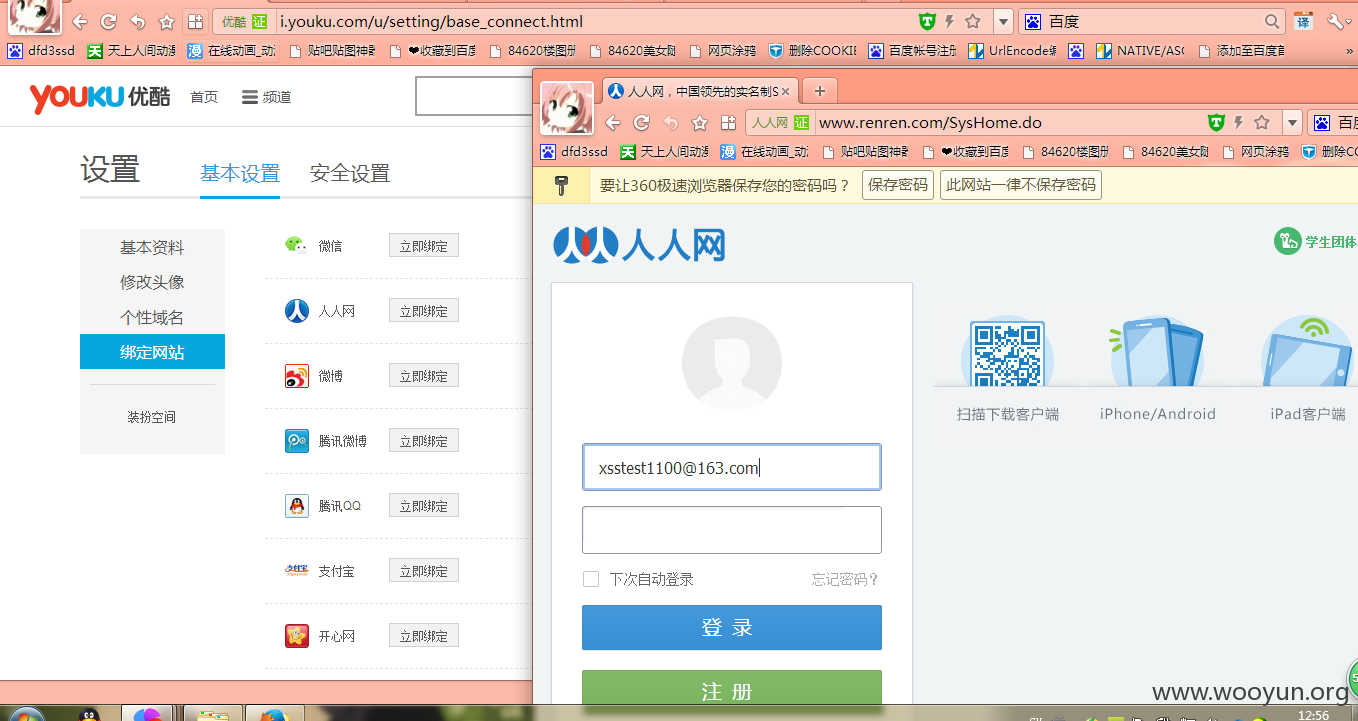 优酷 证 i.youku.com/u/setting/base_connect.html 百度 译
dfd3ssd 天上人间动漫 在线动画_动 贴吧贴图神器 ❤收藏到百度 84620楼图册 84620美女贴 网页涂鸦 删除COOKIE 百度帐号注册 UrlEncode编 NATIVE/ASC 添加至百度首 »
YOUKU 优酷 首页 频道
设置 基本设置 安全设置
基本资料
修改头像
个性域名
绑定网站
装扮空间
微信 立即绑定
人人网 立即绑定
微博 立即绑定
腾讯微博 立即绑定
腾讯QQ 立即绑定
支付宝 立即绑定
开心网 立即绑定
人人网，中国领先的实名制S × +
人人网 证 www.renren.com/SysHome.do 百
dfd3ssd 天上人间动漫 在线动画_动 贴吧贴图神器 ❤收藏到百度 84620楼图册 84620美女贴 网页涂鸦 删除CO
要让360极速浏览器保存您的密码吗？ 保存密码 此网站一律不保存密码
人人网 学生团体
xsstest1100@163.com
下次自动登录 忘记密码？
登 录
注 册
扫描下载客户端 iPhone/Android iPad客户端
www.wooyun.org
12:56